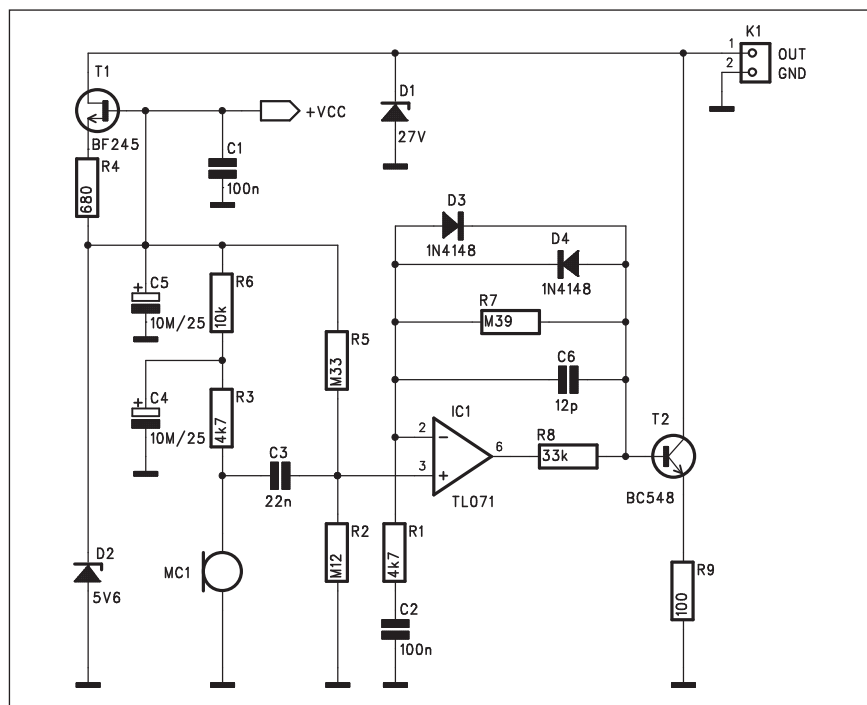 K1
1 OUT
2 GND
T1
BF245
+VCC
D1
27V
C1
100n
R4
680
D3
1N4148
D4
1N4148
+ C5
10M/25
R6
10k
R7
M39
R5
M33
C6
12p
+ C4
10M/25
R3
4k7
IC1
2 -
3 +
6
TL071
C3
22n
R8
33k
T2
BC548
D2
5V6
MC1
R2
M12
R1
4k7
C2
100n
R9
100